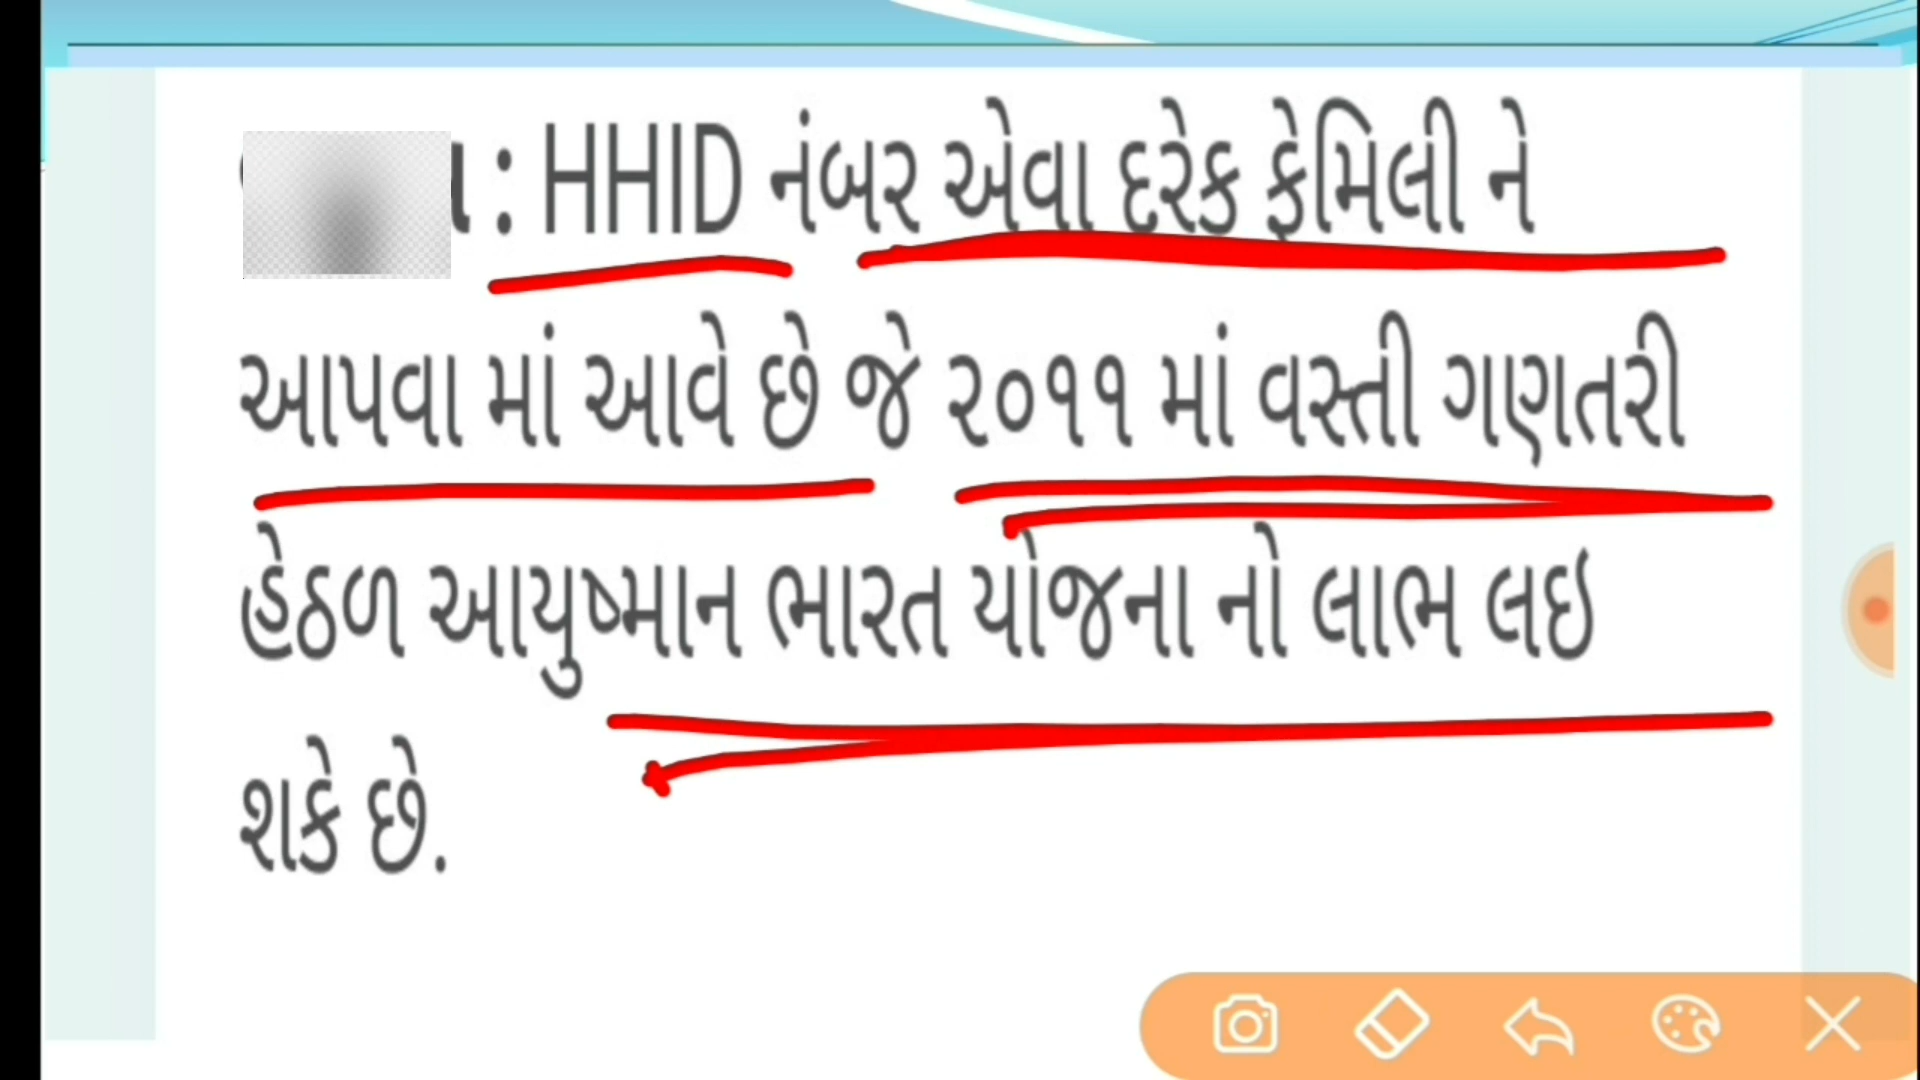 : HHID નંબર એવા દરેક ફેમિલી ને
આપવા માં આવે છે જે ૨૦૧૧ માં વસ્તી ગણતરી
હેઠળ આયુષ્માન ભારત યોજના નો લાભ લઇ
શકે છે.